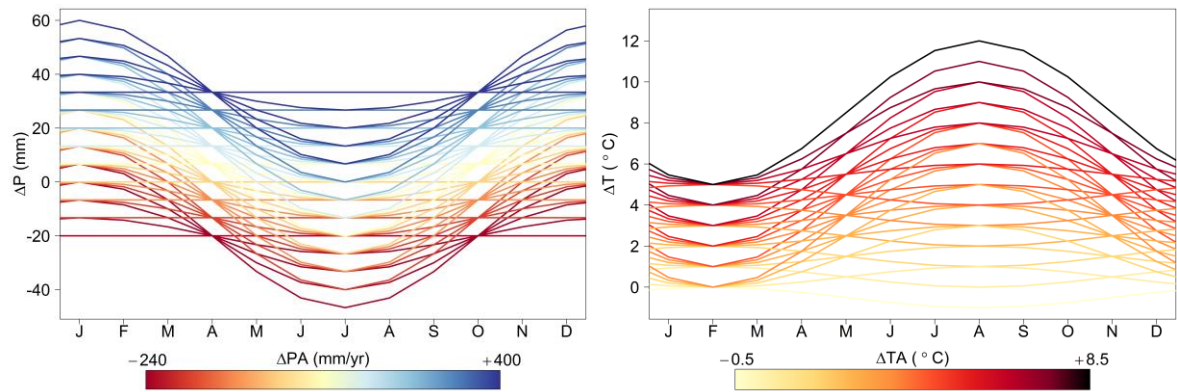 60
40
20
0
−20
−40
ΔP (mm)
J F M A M J J A S O N D
ΔPA (mm/yr)
−240
+400
12
10
8
6
4
2
0
ΔT ( ° C)
J F M A M J J A S O N D
ΔTA ( ° C)
−0.5
+8.5